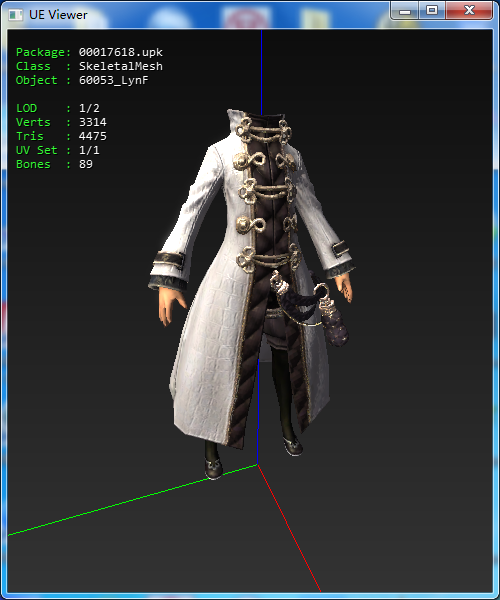 UE Viewer
Package: 00017618.upk
Class : SkeletalMesh
Object : 60053_LynF
LOD : 1/2
Verts : 3314
Tris : 4475
UV Set : 1/1
Bones : 89